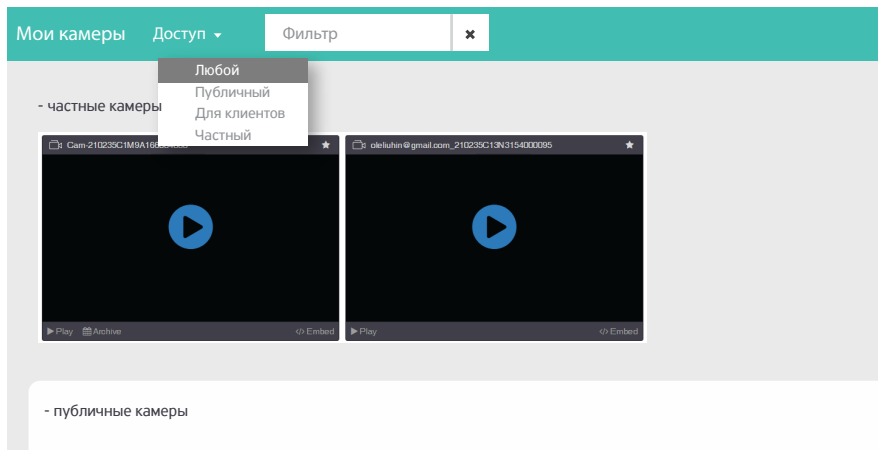 Мои камеры Доступ Фильтр
Любой
Публичный
Для клиентов
Частный
- частные камеры
oleliuhin@gmail.com_210235C13N3154000095
Play Archive </> Embed
Play </> Embed
- публичные камеры